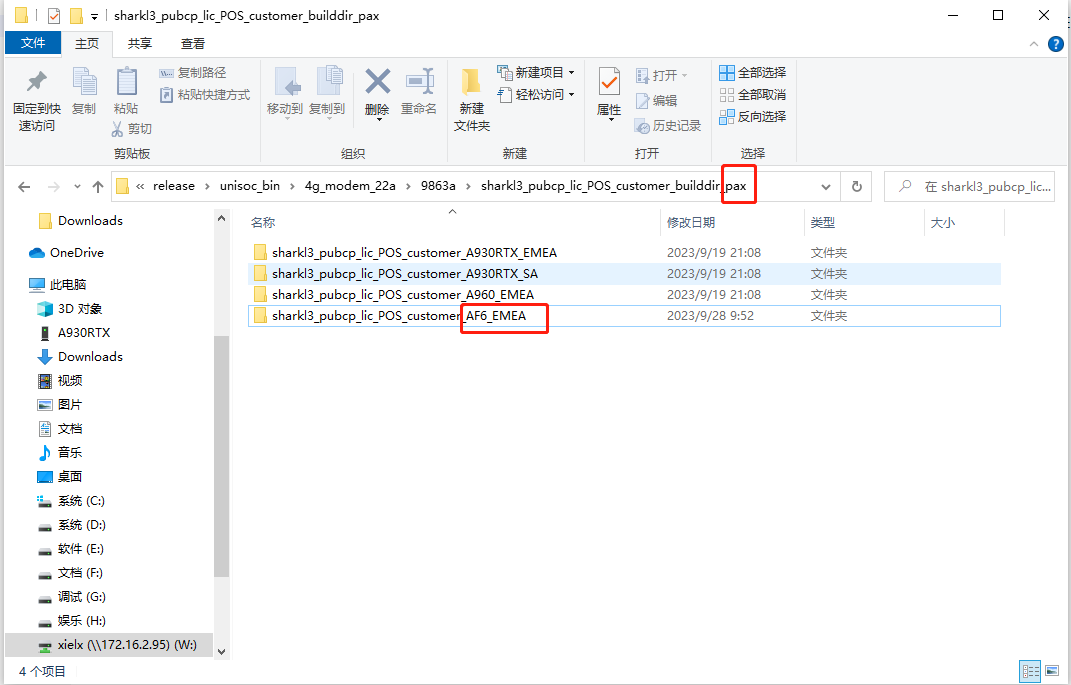 sharkl3_pubcp_lic_POS_customer_builddir_pax
文件 主页 共享 查看
固定到快速访问
复制
粘贴
复制路径
粘贴快捷方式
剪切
剪贴板
移动到 复制到 删除 重命名
组织
新建文件夹
新建项目
轻松访问
新建
属性
打开
编辑
历史记录
打开
全部选择
全部取消
反向选择
选择
« release › unisoc_bin › 4g_modem_22a › 9863a › sharkl3_pubcp_lic_POS_customer_builddir_pax
在 sharkl3_pubcp_lic...
Downloads
OneDrive
此电脑
3D 对象
A930RTX
Downloads
视频
图片
文档
音乐
桌面
系统 (C:)
系统 (D:)
软件 (E:)
文档 (F:)
调试 (G:)
娱乐 (H:)
xielx (\\172.16.2.95) (W:)
名称 修改日期 类型 大小
sharkl3_pubcp_lic_POS_customer_A930RTX_EMEA 2023/9/19 21:08 文件夹
sharkl3_pubcp_lic_POS_customer_A930RTX_SA 2023/9/19 21:08 文件夹
sharkl3_pubcp_lic_POS_customer_A960_EMEA 2023/9/19 21:08 文件夹
sharkl3_pubcp_lic_POS_customer_AF6_EMEA 2023/9/28 9:52 文件夹
4 个项目